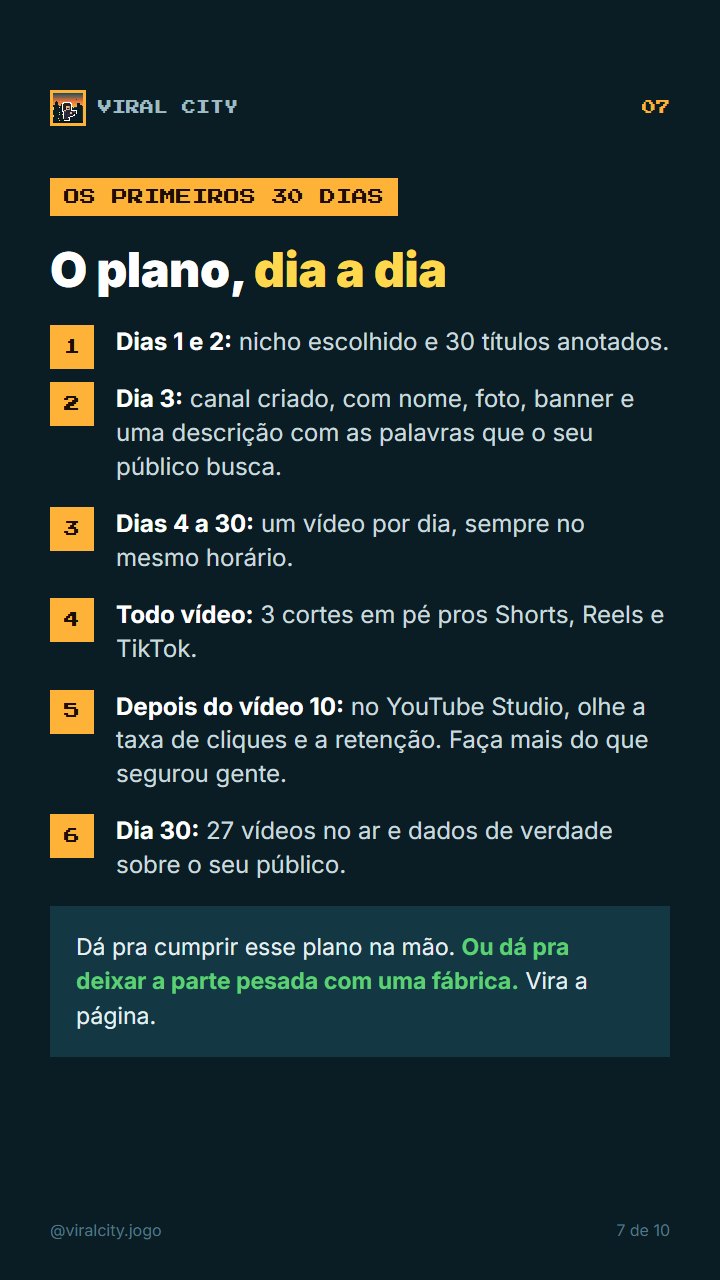 VIRAL CITY
07
OS PRIMEIROS 30 DIAS
O plano, dia a dia
1
Dias 1 e 2: nicho escolhido e 30 títulos anotados.
2
Dia 3: canal criado, com nome, foto, banner e
uma descrição com as palavras que o seu
público busca.
3
Dias 4 a 30: um vídeo por dia, sempre no
mesmo horário.
4
Todo vídeo: 3 cortes em pé pros Shorts, Reels e
TikTok.
5
Depois do vídeo 10: no YouTube Studio, olhe a
taxa de cliques e a retenção. Faça mais do que
segurou gente.
6
Dia 30: 27 vídeos no ar e dados de verdade
sobre o seu público.
Dá pra cumprir esse plano na mão. Ou dá pra
deixar a parte pesada com uma fábrica. Vira a
página.
@viralcity.jogo
7 de 10